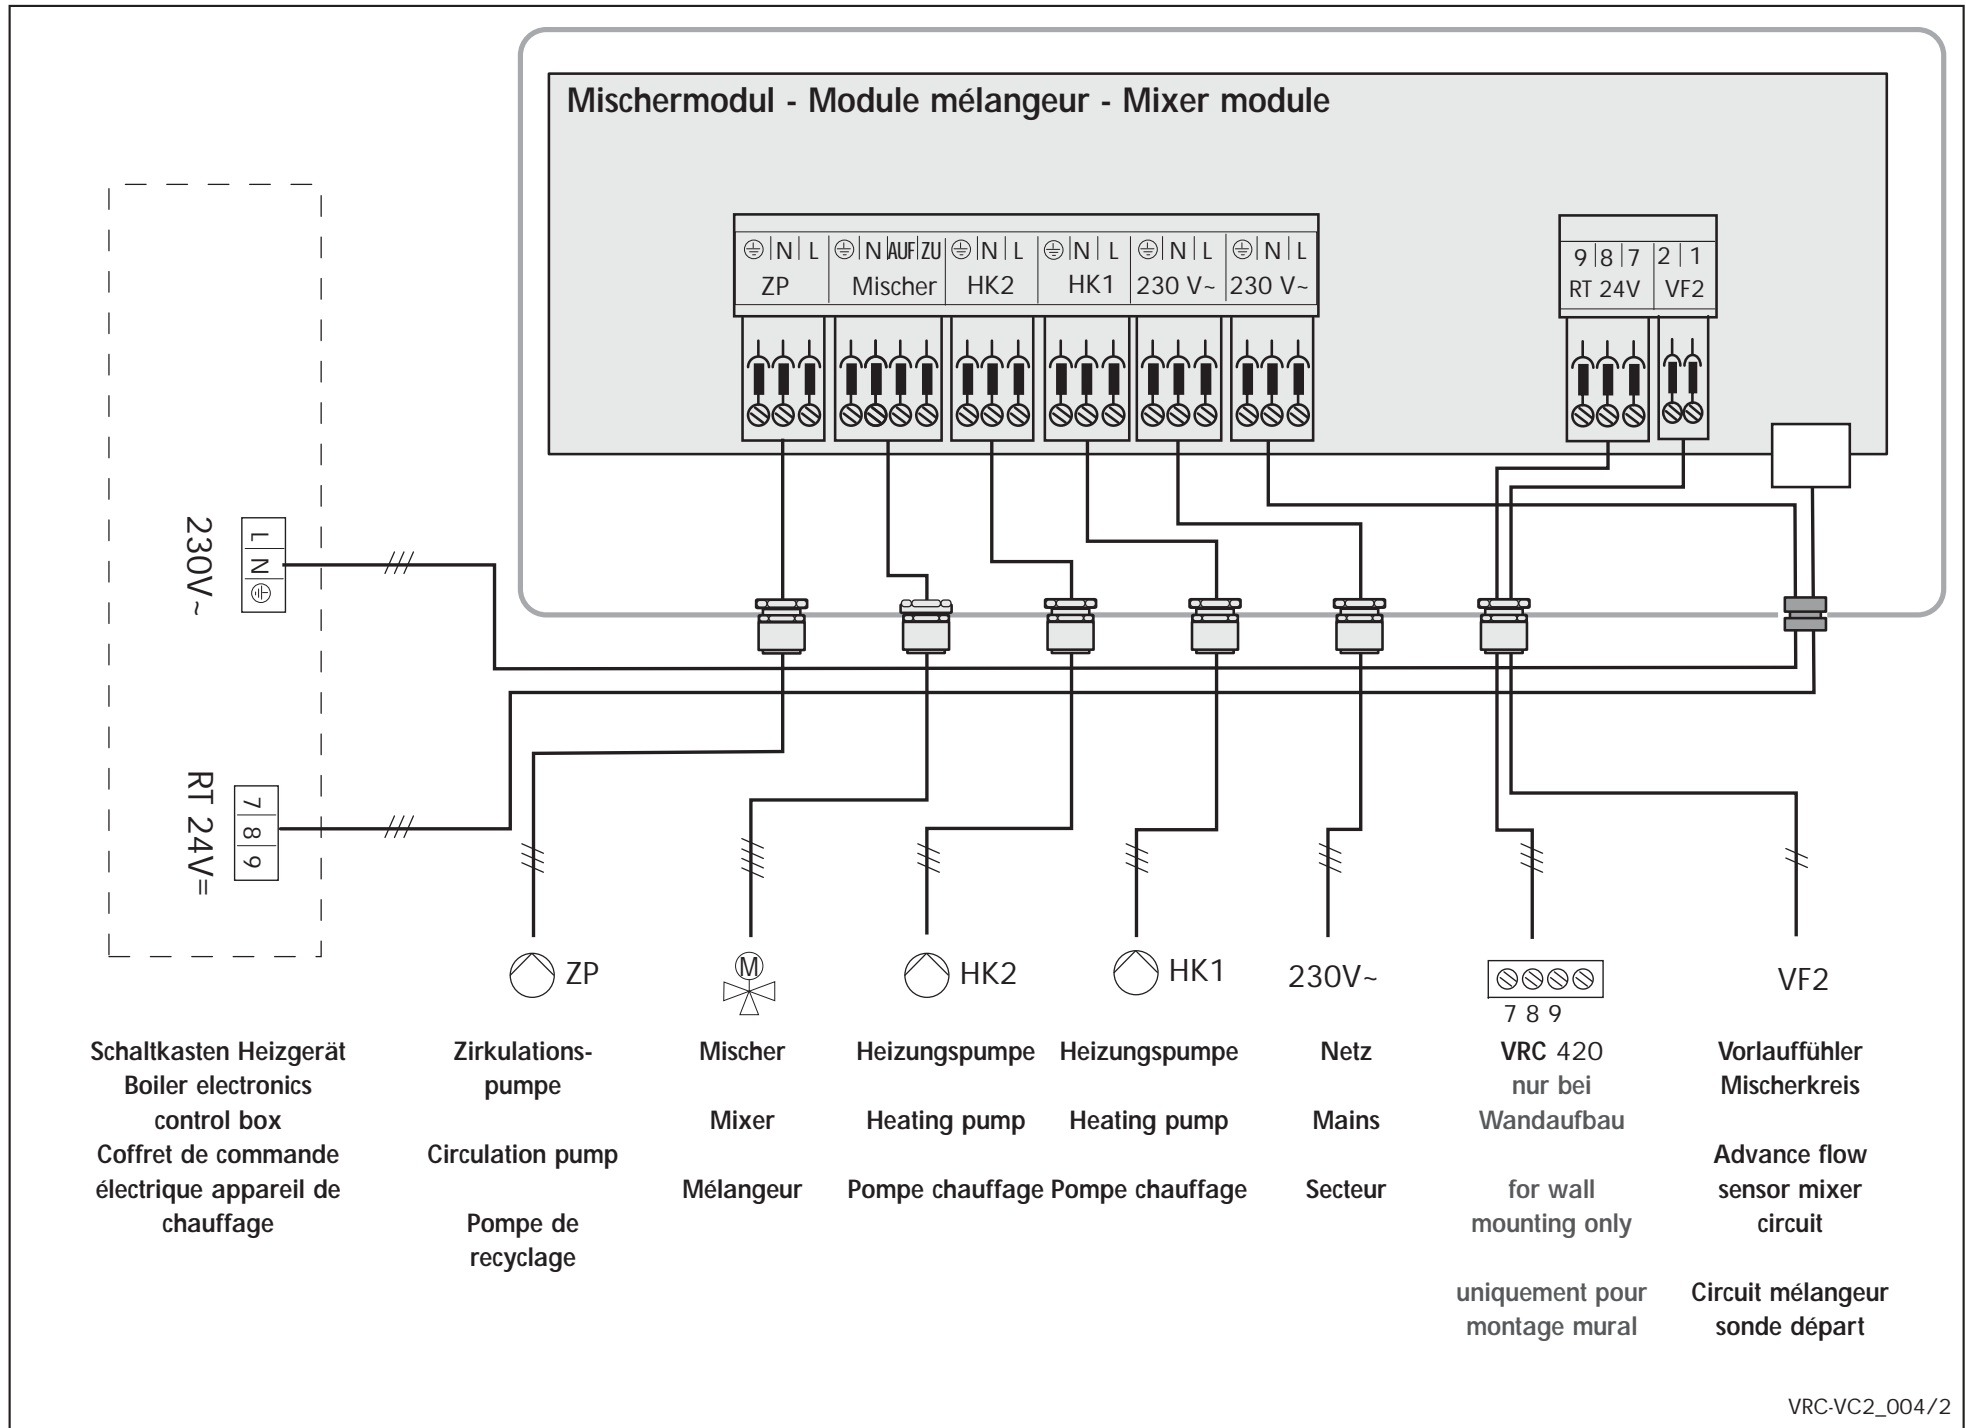 Mischermodul - Module mélangeur - Mixer module
⏚ N L ⏚ N AUF ZU ⏚ N L ⏚ N L ⏚ N L ⏚ N L
ZP Mischer HK2 HK1 230 V~ 230 V~
9 8 7 2 1
RT 24V VF2
230V~
L N ⏚
RT 24V=
7 8 9
ZP
M
HK2
HK1
230V~
7 8 9
VF2
Schaltkasten Heizgerät
Boiler electronics
control box
Coffret de commande
électrique appareil de
chauffage
Zirkulations-
pumpe
Circulation pump
Pompe de
recyclage
Mischer
Mixer
Mélangeur
Heizungspumpe
Heating pump
Pompe chauffage
Heizungspumpe
Heating pump
Pompe chauffage
Netz
Mains
Secteur
VRC 420
nur bei
Wandaufbau
for wall
mounting only
uniquement pour
montage mural
Vorlauffühler
Mischerkreis
Advance flow
sensor mixer
circuit
Circuit mélangeur
sonde départ
VRC-VC2_004/2